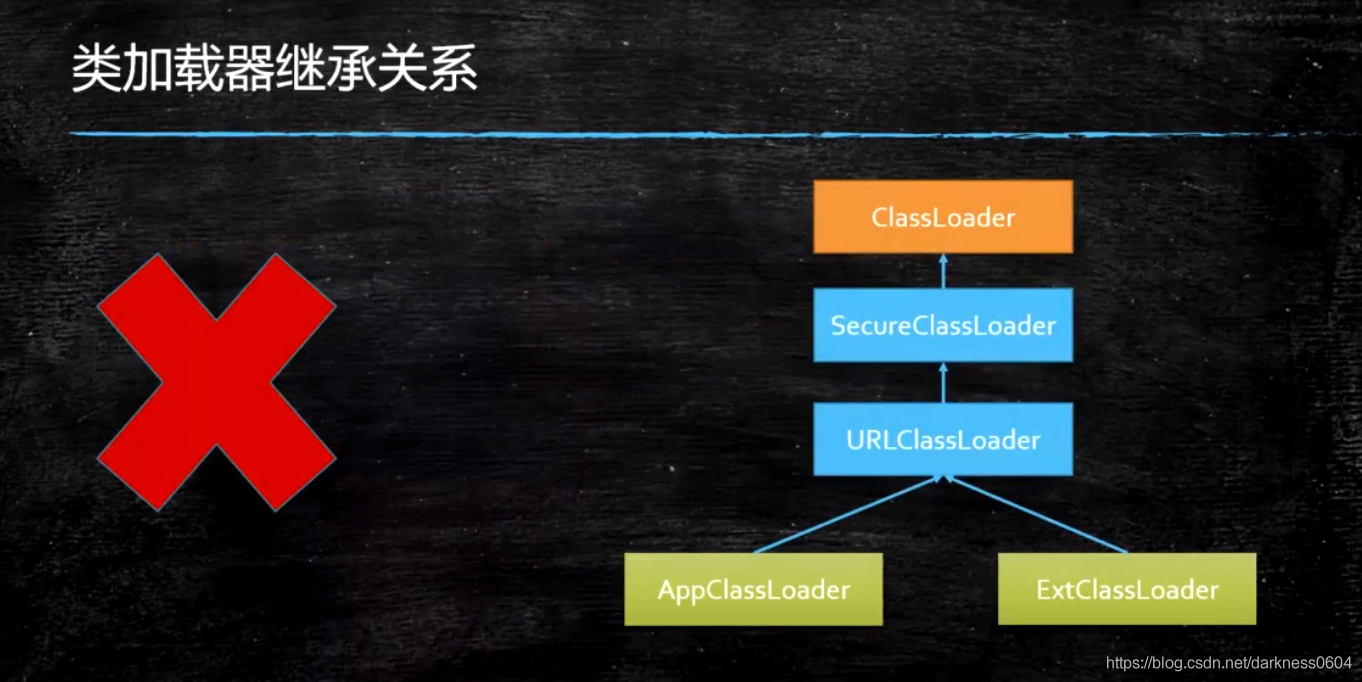 类加载器继承关系
ClassLoader
SecureClassLoader
URLClassLoader
AppClassLoader
ExtClassLoader
https://blog.csdn.net/darkness0604